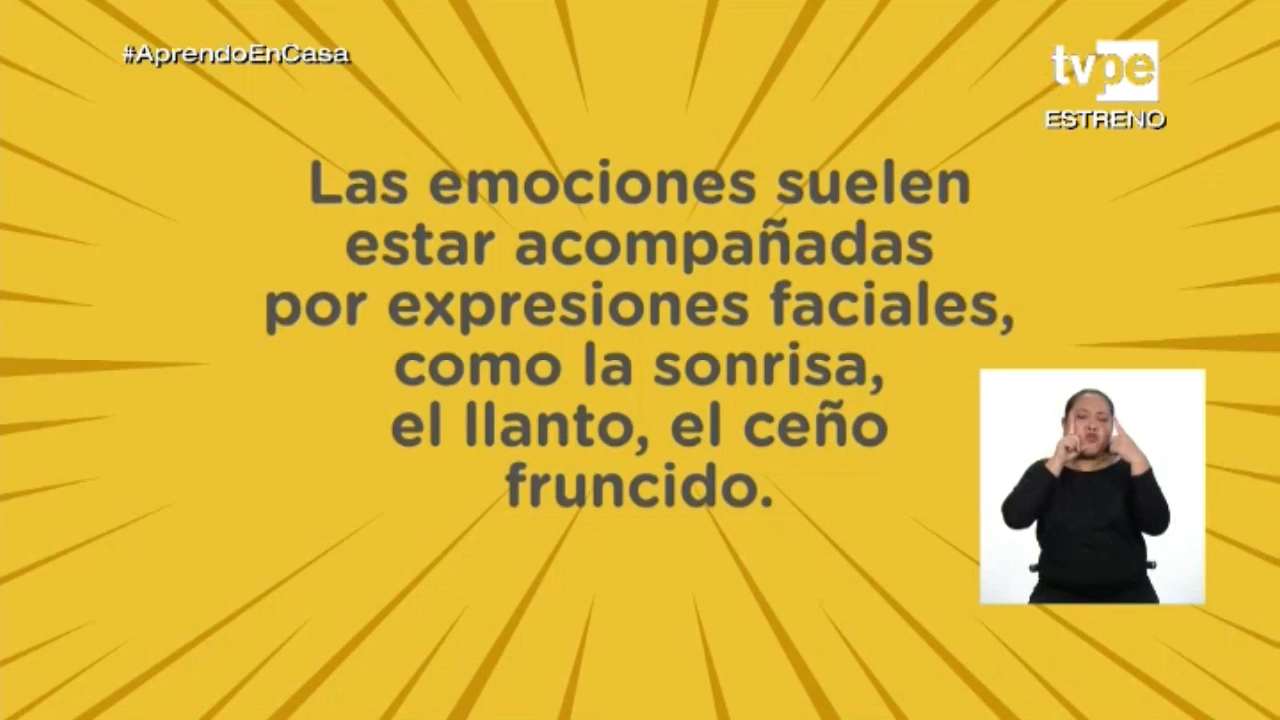 #AprendoEnCasa
tvpe
ESTRENO
Las emociones suelen
estar acompañadas
por expresiones faciales,
como la sonrisa,
el llanto, el ceño
fruncido.